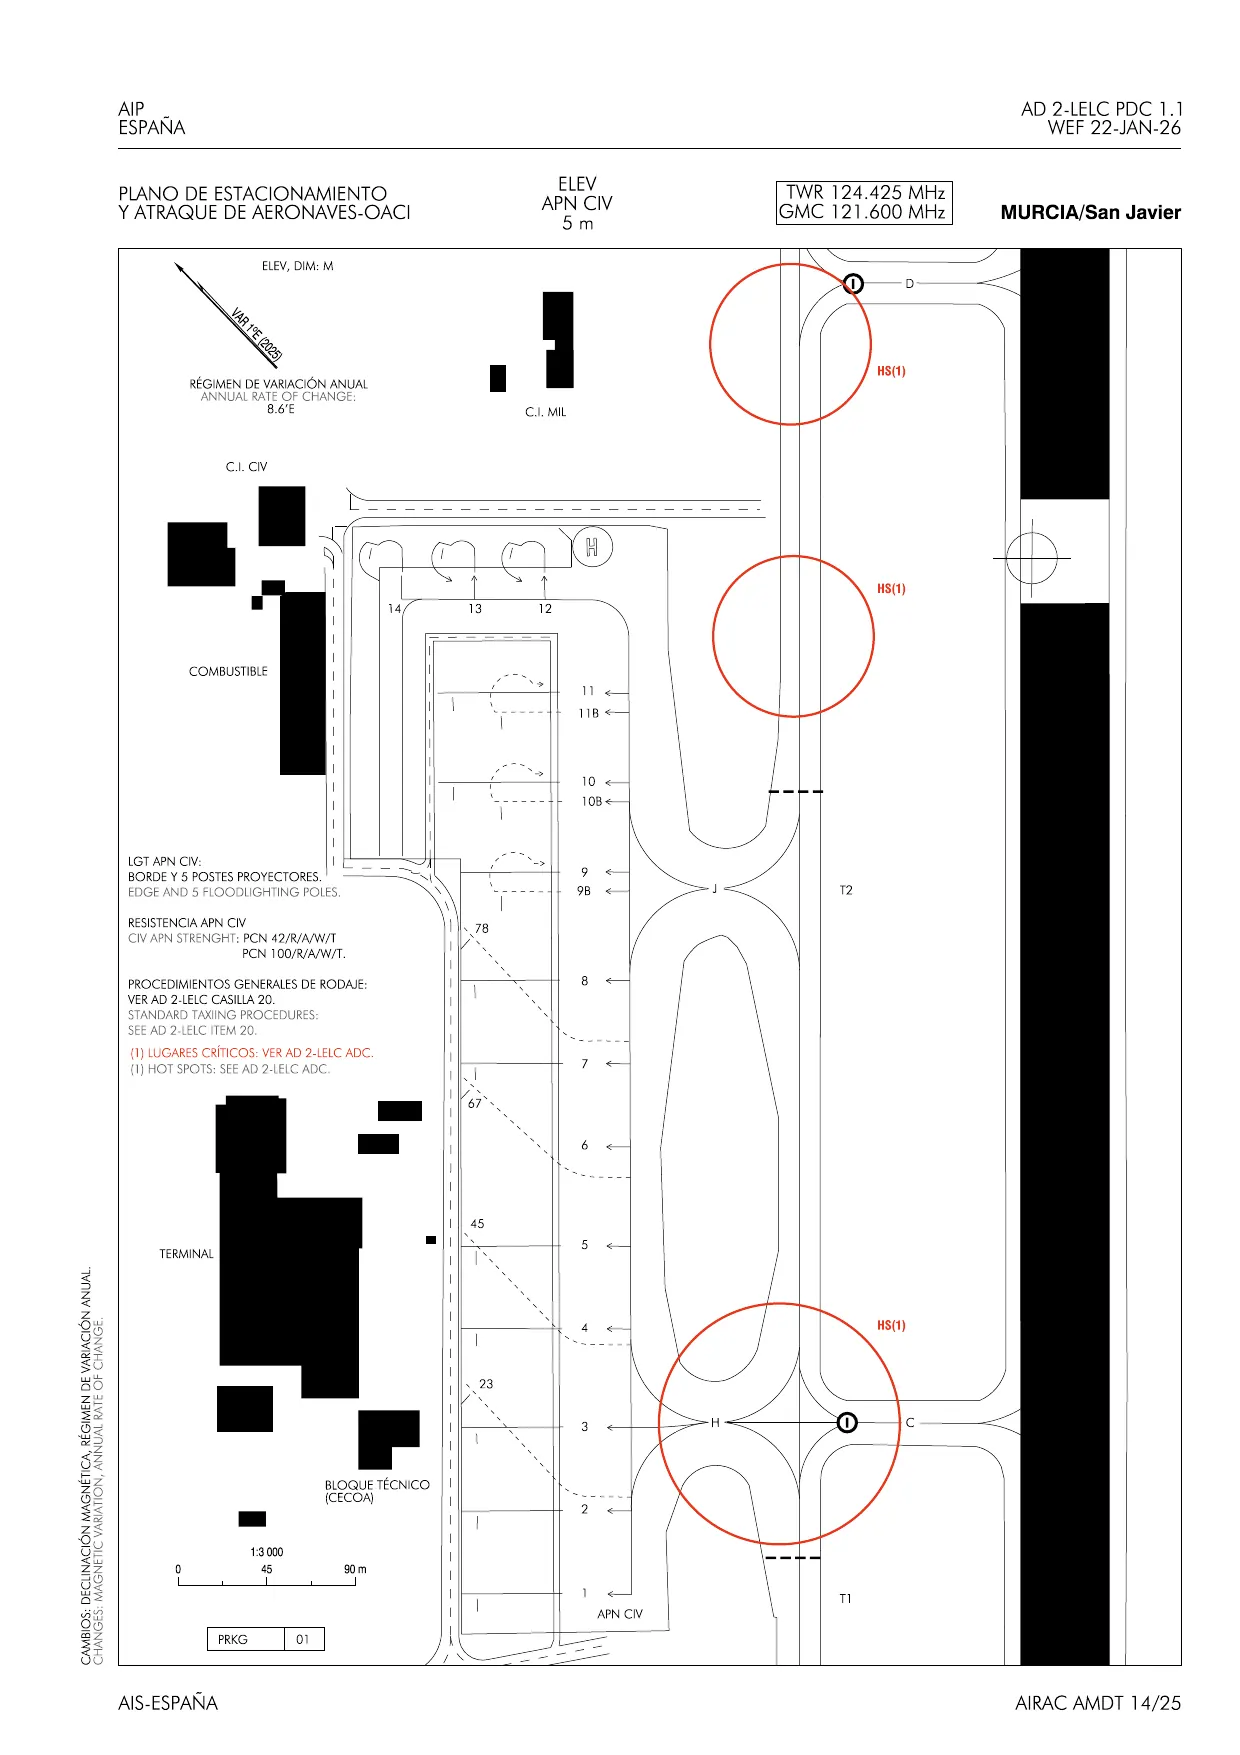 AIP
ESPAÑA
AD 2-LELC PDC 1.1
WEF 22-JAN-26
PLANO DE ESTACIONAMIENTO
Y ATRAQUE DE AERONAVES-OACI
ELEV
APN CIV
5 m
TWR 124.425 MHz
GMC 121.600 MHz
MURCIA/San Javier
ELEV, DIM: M
VAR 1ºE (2025)
RÉGIMEN DE VARIACIÓN ANUAL
ANNUAL RATE OF CHANGE:
8.6'E
C.I. MIL
I
D
HS(1)
C.I. CIV
H
HS(1)
14
13
12
COMBUSTIBLE
11
11B
10
10B
9
9B
J
T2
LGT APN CIV:
BORDE Y 5 POSTES PROYECTORES.
EDGE AND 5 FLOODLIGHTING POLES.
RESISTENCIA APN CIV
CIV APN STRENGHT: PCN 42/R/A/W/T
PCN 100/R/A/W/T.
78
8
PROCEDIMIENTOS GENERALES DE RODAJE:
VER AD 2-LELC CASILLA 20.
STANDARD TAXIING PROCEDURES:
SEE AD 2-LELC ITEM 20.
(1) LUGARES CRÍTICOS: VER AD 2-LELC ADC.
(1) HOT SPOTS: SEE AD 2-LELC ADC.
7
67
6
45
5
TERMINAL
4
HS(1)
23
3
H
I
C
BLOQUE TÉCNICO
(CECOA)
2
1:3 000
0 45 90 m
1
APN CIV
T1
PRKG 01
CAMBIOS: DECLINACIÓN MAGNÉTICA, RÉGIMEN DE VARIACIÓN ANUAL.
CHANGES: MAGNETIC VARIATION, ANNUAL RATE OF CHANGE.
AIS-ESPAÑA
AIRAC AMDT 14/25